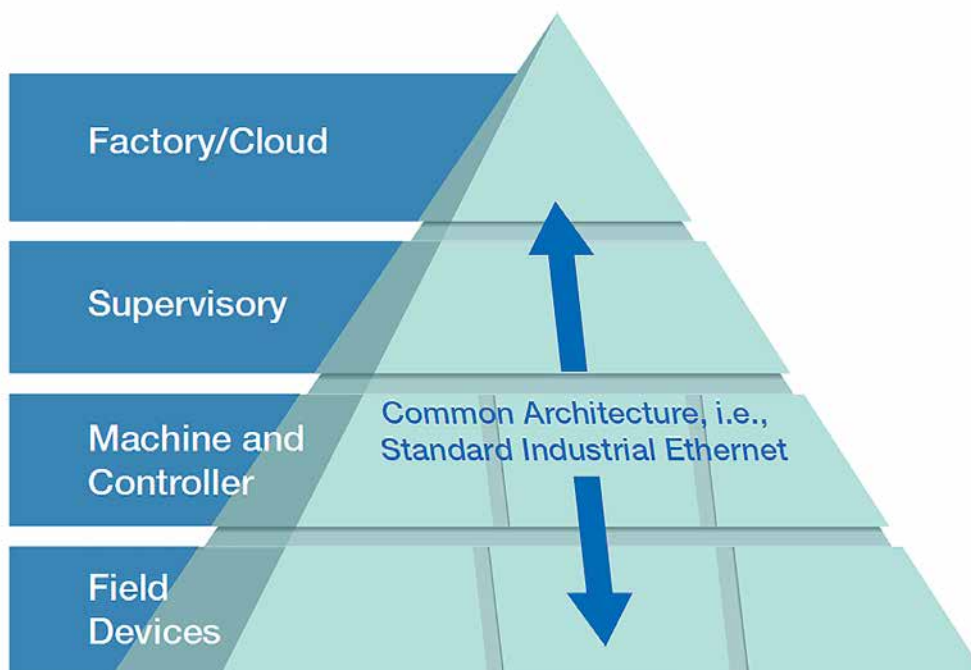 Factory/Cloud
Supervisory
Machine and
Controller
Common Architecture, i.e.,
Standard Industrial Ethernet
Field
Devices